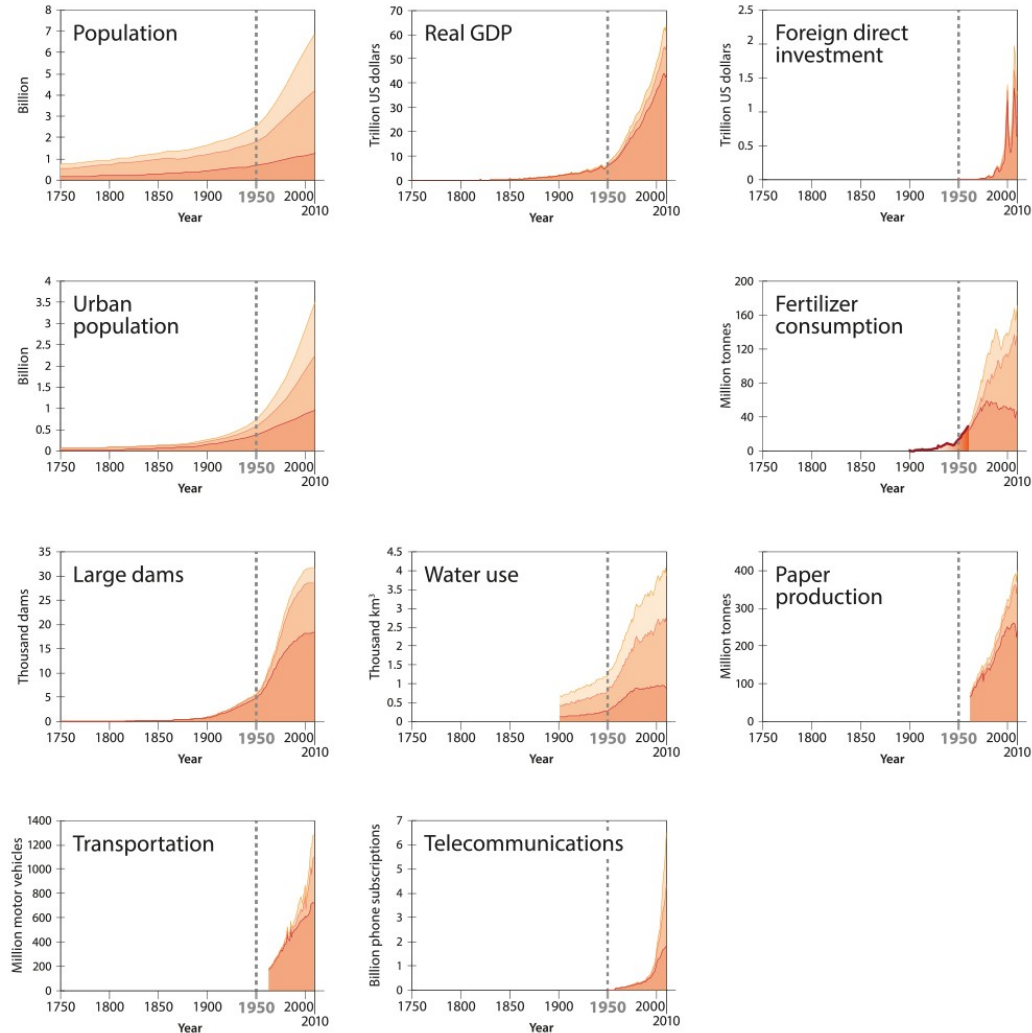 Population
Billion
8
7
6
5
4
3
2
1
0
1750 1800 1850 1900 1950 2000
2010
Year
Real GDP
Trillion US dollars
70
60
50
40
30
20
10
0
1750 1800 1850 1900 1950 2000
2010
Year
Foreign direct
investment
Trillion US dollars
2.5
2
1.5
1
0.5
0
1750 1800 1850 1900 1950 2000
2010
Year
Urban
population
Billion
4
3.5
3
2.5
2
1.5
1
0.5
0
1750 1800 1850 1900 1950 2000
2010
Year
Fertilizer
consumption
Million tonnes
200
160
120
80
40
0
1750 1800 1850 1900 1950 2000
2010
Year
Large dams
Thousand dams
35
30
25
20
15
10
5
0
1750 1800 1850 1900 1950 2000
2010
Year
Water use
Thousand km³
4.5
4
3.5
3
2.5
2
1.5
1
0.5
0
1750 1800 1850 1900 1950 2000
2010
Year
Paper
production
Million tonnes
400
300
200
100
0
1750 1800 1850 1900 1950 2000
2010
Year
Transportation
Million motor vehicles
1400
1200
1000
800
600
400
200
0
1750 1800 1850 1900 1950 2000
2010
Year
Telecommunications
Billion phone subscriptions
7
6
5
4
3
2
1
0
1750 1800 1850 1900 1950 2000
2010
Year